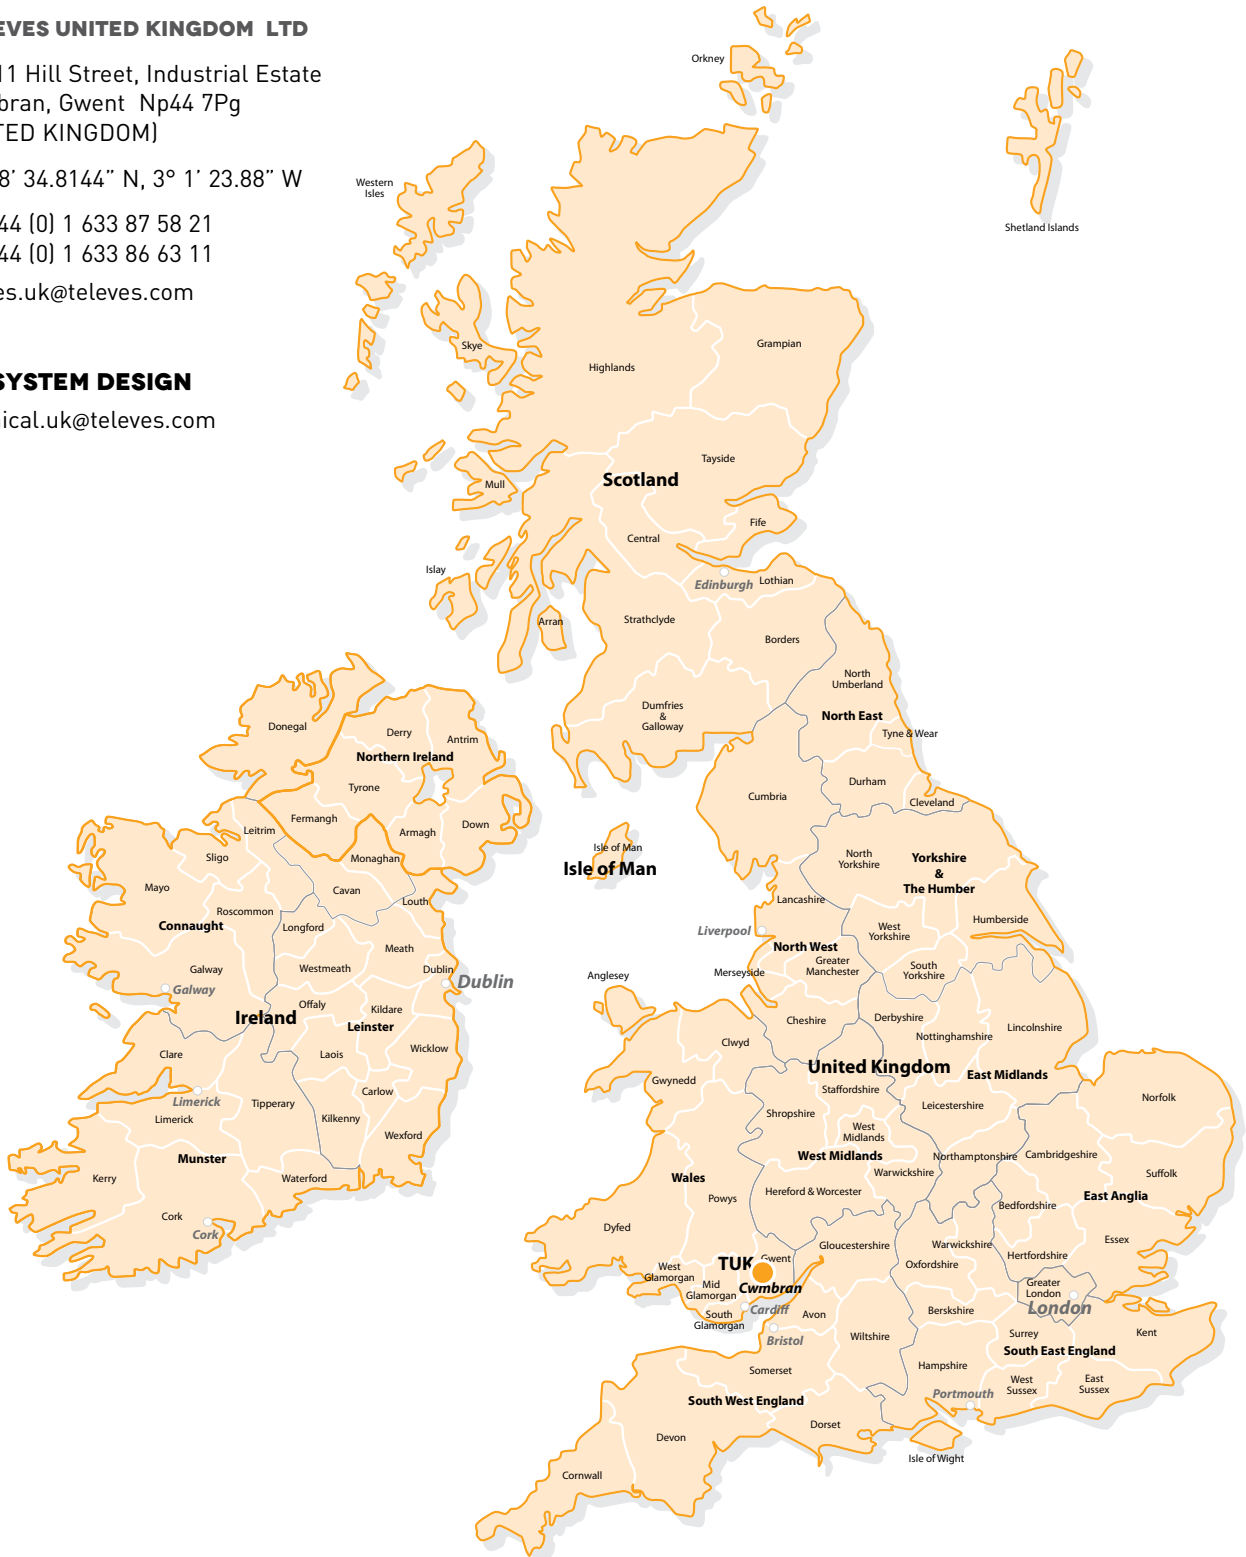 EVES UNITED KINGDOM LTD
11 Hill Street, Industrial Estate
bran, Gwent Np44 7Pg
TED KINGDOM)
8’ 34.8144” N, 3° 1’ 23.88” W
44 (0) 1 633 87 58 21
44 (0) 1 633 86 63 11
es.uk@televes.com
SYSTEM DESIGN
ical.uk@televes.com
Orkney
Western
Isles
Shetland Islands
Skye
Highlands
Grampian
Tayside
Scotland
Mull
Fife
Central
Islay
Edinburgh
Lothian
Arran
Strathclyde
Borders
North
Umberland
Dumfries
&
Galloway
North East
Tyne & Wear
Donegal
Derry
Antrim
Northern Ireland
Tyrone
Durham
Cumbria
Cleveland
Fermangh
Armagh
Down
Leitrim
Isle of Man
Isle of Man
Sligo
Monaghan
North
Yorkshire
Yorkshire
&
The Humber
Mayo
Cavan
Louth
Lancashire
Roscommon
Connaught
Longford
Liverpool
West
Yorkshire
Humberside
North West
Meath
Galway
Westmeath
Dublin
Dublin
Anglesey
Merseyside
Greater
Manchester
South
Yorkshire
Galway
Offaly
Kildare
Ireland
Leinster
Cheshire
Derbyshire
Nottinghamshire
Lincolnshire
Clare
Laois
Wicklow
Clwyd
United Kingdom
East Midlands
Gwynedd
Staffordshire
Carlow
Limerick
Tipperary
Limerick
Kilkenny
Shropshire
Leicestershire
Norfolk
Wexford
West
Midlands
West Midlands
Northamptonshire
Cambridgeshire
Munster
Warwickshire
Suffolk
Kerry
Waterford
Wales
Powys
Hereford & Worcester
East Anglia
Bedfordshire
Cork
Cork
Dyfed
Gloucestershire
Warwickshire
Essex
Hertfordshire
TUK
Gwent
Oxfordshire
West
Glamorgan
Mid
Glamorgan
Cwmbran
Greater
London
London
South
Glamorgan
Cardiff
Avon
Berskshire
Bristol
Wiltshire
Surrey
Kent
South East England
Somerset
Hampshire
West
Sussex
East
Sussex
South West England
Portmouth
Dorset
Devon
Isle of Wight
Cornwall